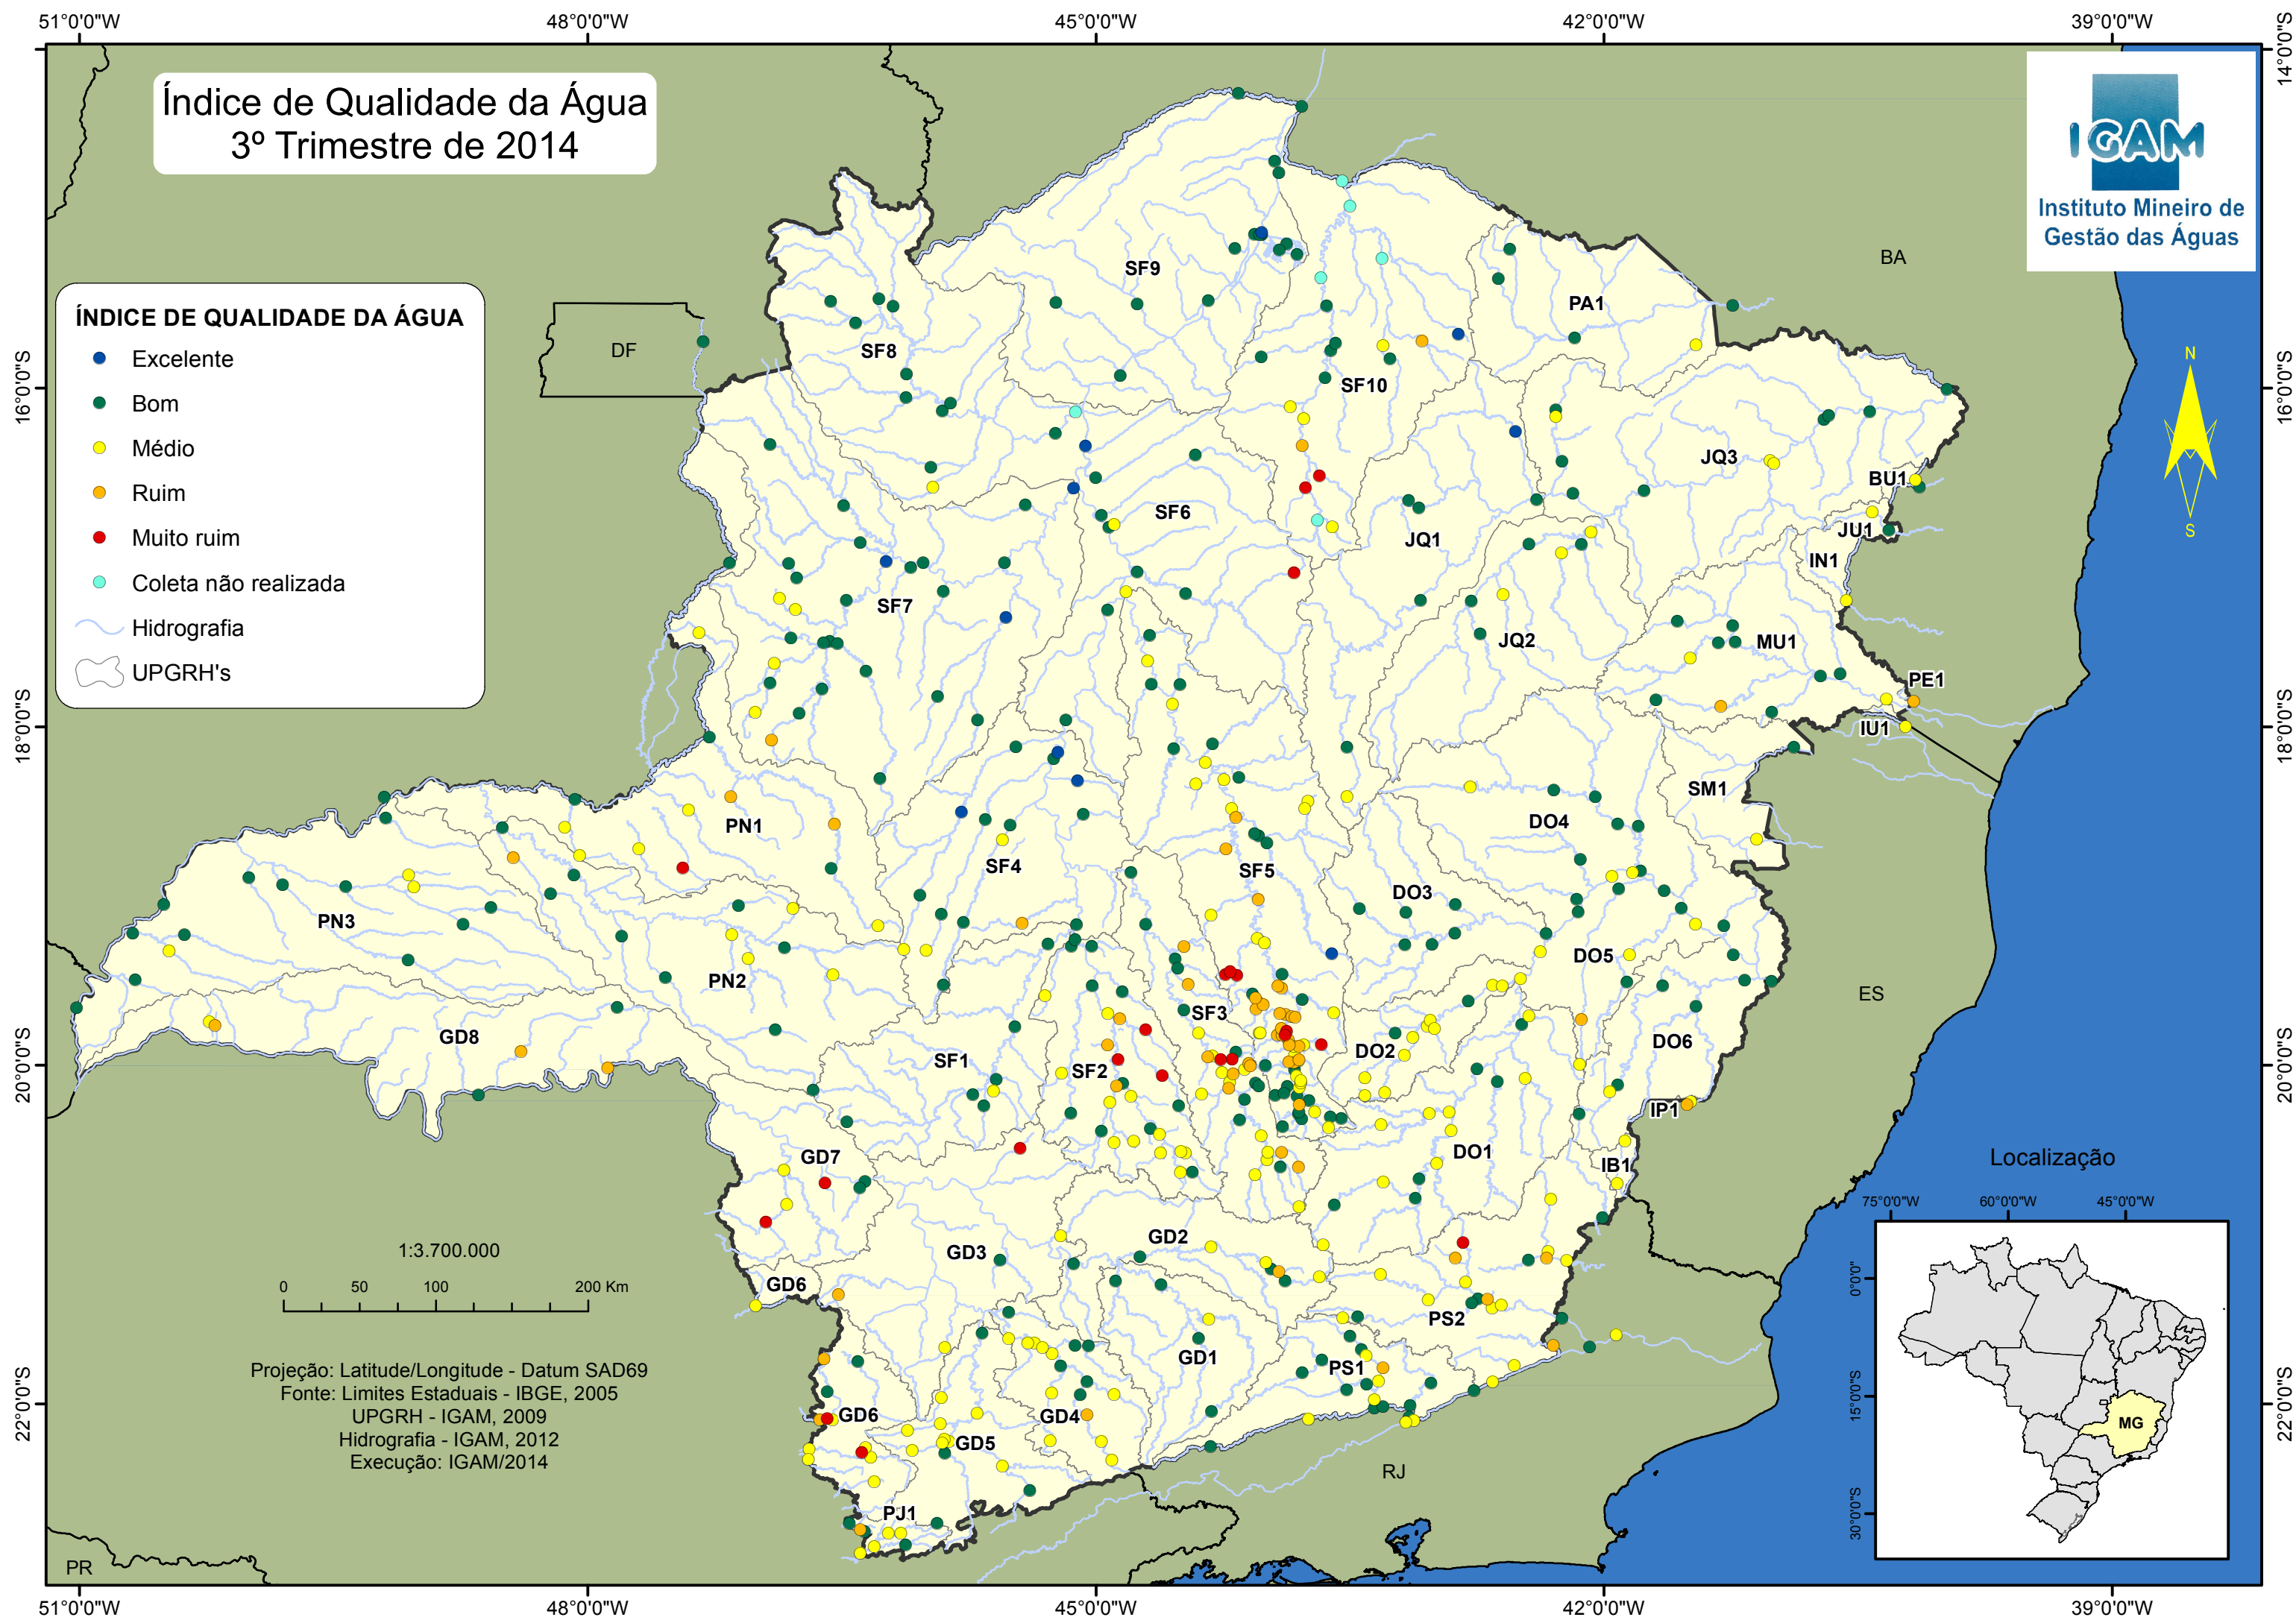 51°0'0"W
48°0'0"W
45°0'0"W
42°0'0"W
39°0'0"W
14°0'0"S
16°0'0"S
18°0'0"S
20°0'0"S
22°0'0"S
Índice de Qualidade da Água
3º Trimestre de 2014
IGAM
Instituto Mineiro de
Gestão das Águas
ÍNDICE DE QUALIDADE DA ÁGUA
Excelente
Bom
Médio
Ruim
Muito ruim
Coleta não realizada
Hidrografia
UPGRH's
BA
DF
N
S
SF9
PA1
SF8
SF10
JQ3
BU1
SF6
JU1
JQ1
IN1
SF7
JQ2
MU1
PE1
IU1
SM1
PN1
DO4
SF4
SF5
DO3
PN3
DO5
PN2
ES
SF3
GD8
DO6
DO2
SF1
SF2
IP1
GD7
DO1
IB1
GD2
GD3
GD6
PS2
GD1
PS1
GD6
GD4
GD5
RJ
PJ1
PR
1:3.700.000
0 50 100 200 Km
Projeção: Latitude/Longitude - Datum SAD69
Fonte: Limites Estaduais - IBGE, 2005
UPGRH - IGAM, 2009
Hidrografia - IGAM, 2012
Execução: IGAM/2014
Localização
75°0'0"W
60°0'0"W
45°0'0"W
0°0'0"
15°0'0"S
30°0'0"S
MG
16°0'0"S
18°0'0"S
20°0'0"S
22°0'0"S
51°0'0"W
48°0'0"W
45°0'0"W
42°0'0"W
39°0'0"W